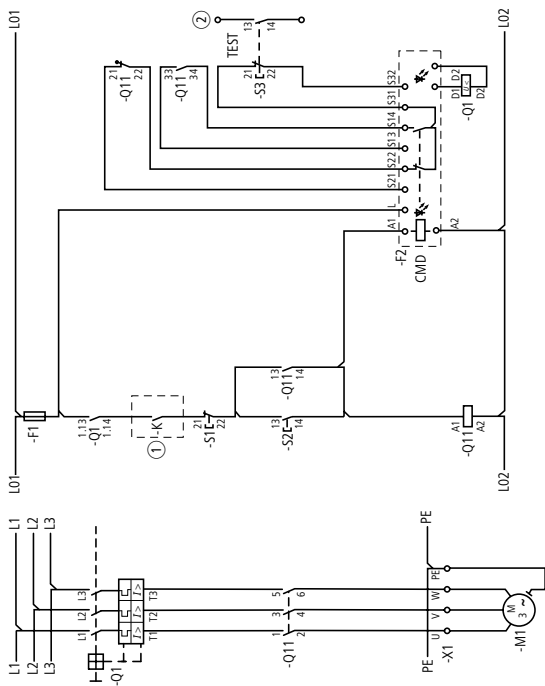 L01
L01
L02
L02
-F1
1.13
1.14
-Q1
-K
1
21
22
-S1
13
14
-S2
13
14
-Q11
A1
A2
-Q11
21
22
-Q1
33
34
-Q1
TEST
2
13
14
21
22
-S3
-F2
CMD
A1
L
S21
S22
S13
S14
S31
S32
A2
D1
D2
D2
U <
-Q1
L1
L2
L3
L1
L2
L3
-Q1
L1
L2
L3
I >
I >
I >
T1
T2
T3
-Q11
1
3
5
2
4
6
PE
PE
-X1
U
V
W
PE
M
3 ~
-M1